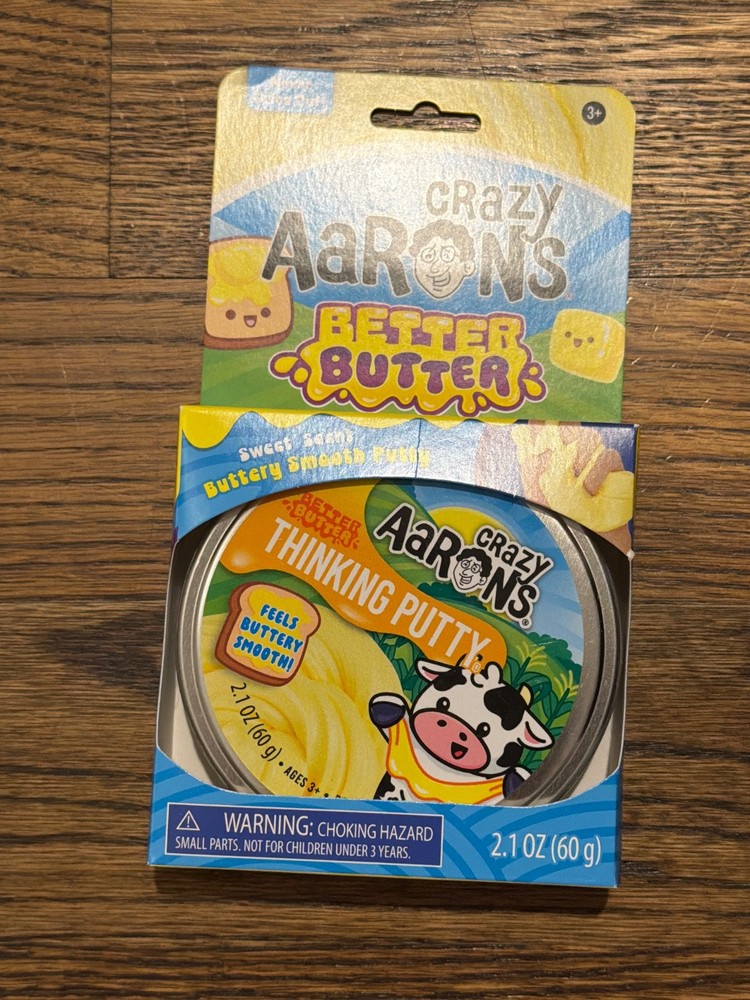 3+
CRAZY
AARON'S
BETTER
BUTTER
Sweet Scent
Buttery Smooth Putty
BETTER
BUTTER
THINKING PUTTY®
CRAZY
AARON'S®
FEELS
BUTTERY
SMOOTH!
2.1 OZ (60 g) • AGES 3+ •
WARNING: CHOKING HAZARD
SMALL PARTS. NOT FOR CHILDREN UNDER 3 YEARS.
2.1 OZ (60 g)